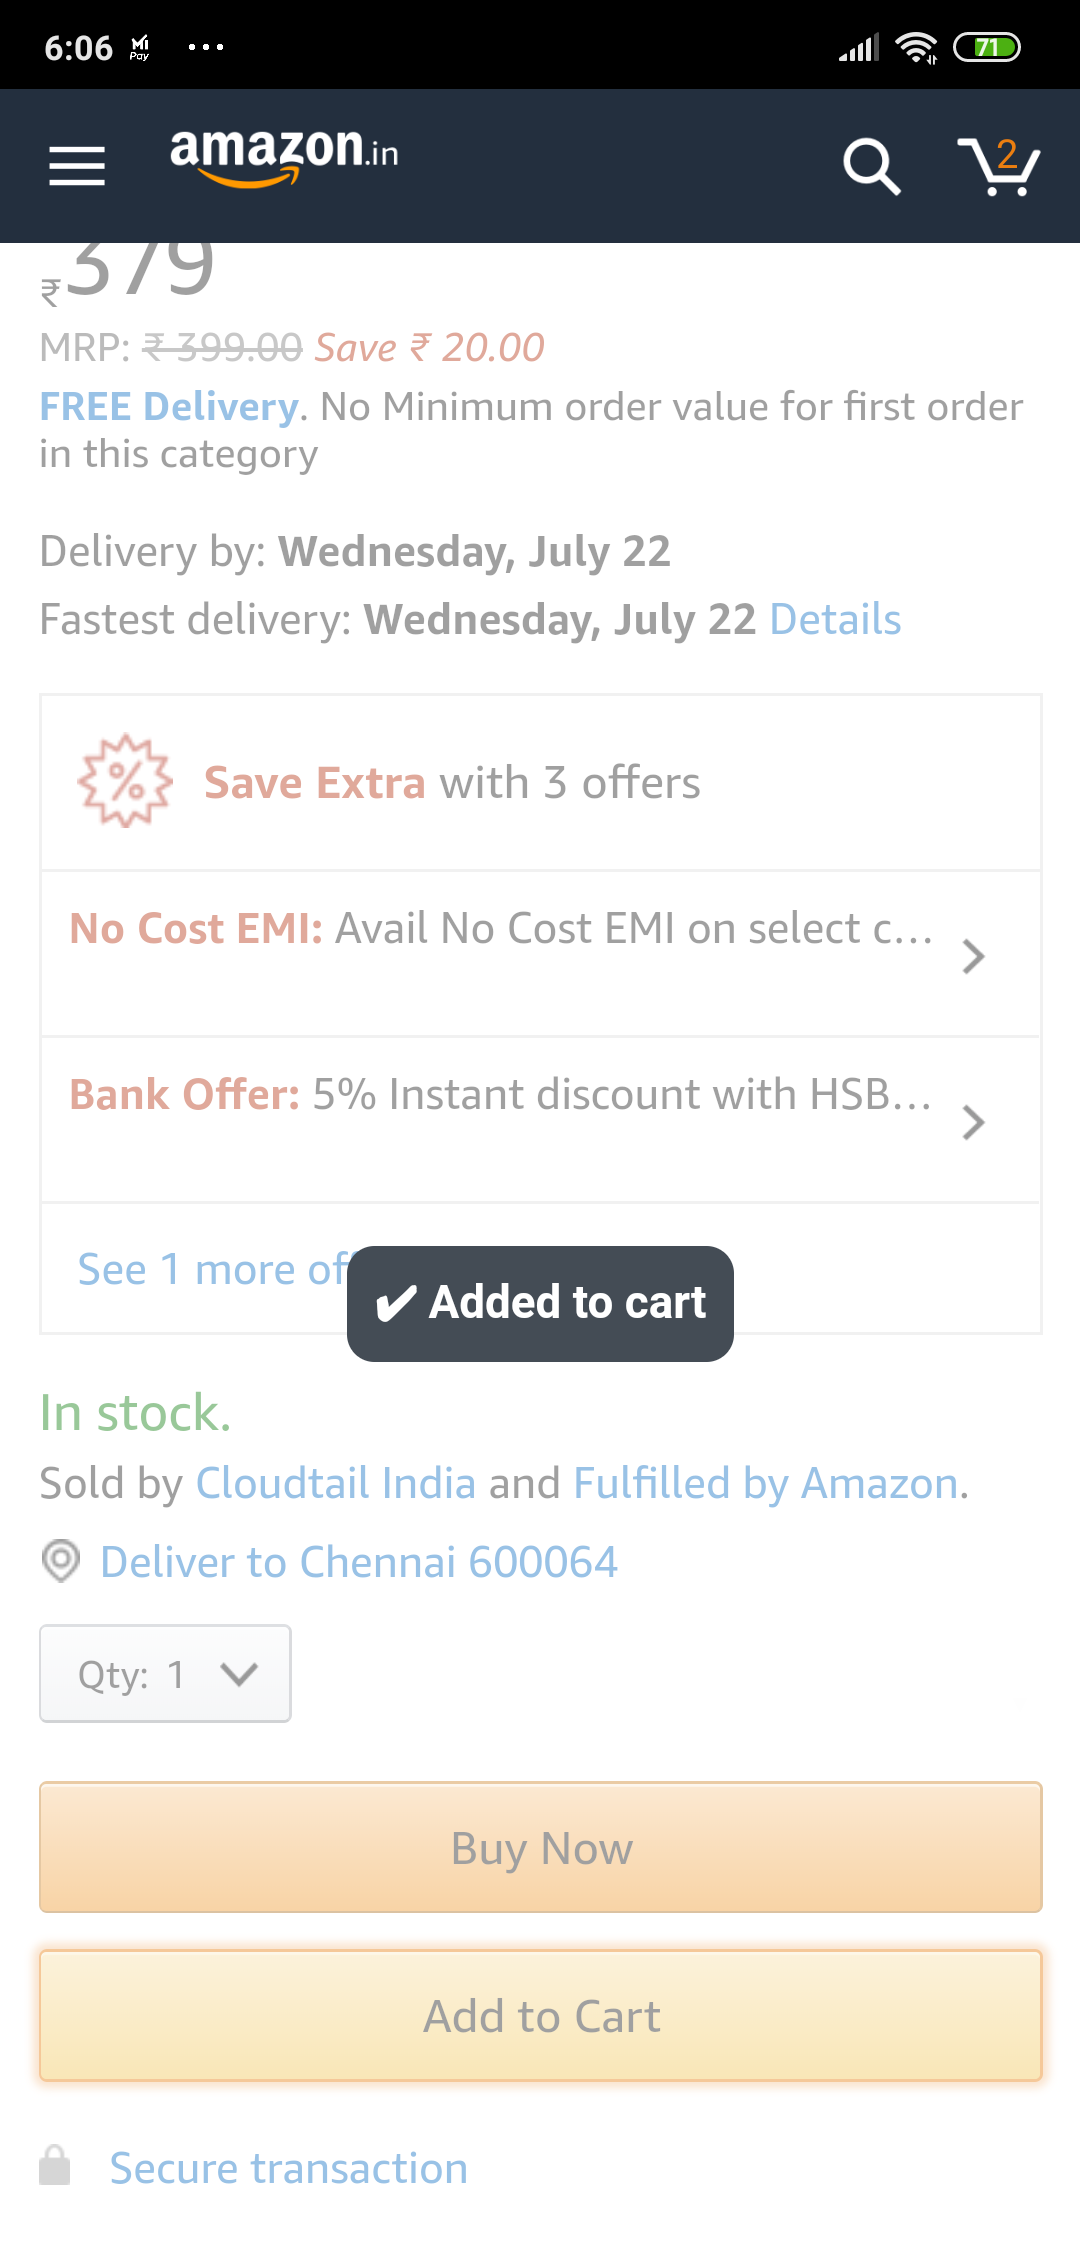 6:06 MI Pay ... 71
amazon.in 2
₹379
MRP: ₹ 399.00 Save ₹ 20.00
FREE Delivery. No Minimum order value for first order
in this category
Delivery by: Wednesday, July 22
Fastest delivery: Wednesday, July 22 Details
Save Extra with 3 offers
No Cost EMI: Avail No Cost EMI on select c...
Bank Offer: 5% Instant discount with HSB...
See 1 more of
✔ Added to cart
In stock.
Sold by Cloudtail India and Fulfilled by Amazon.
Deliver to Chennai 600064
Qty: 1
Buy Now
Add to Cart
Secure transaction